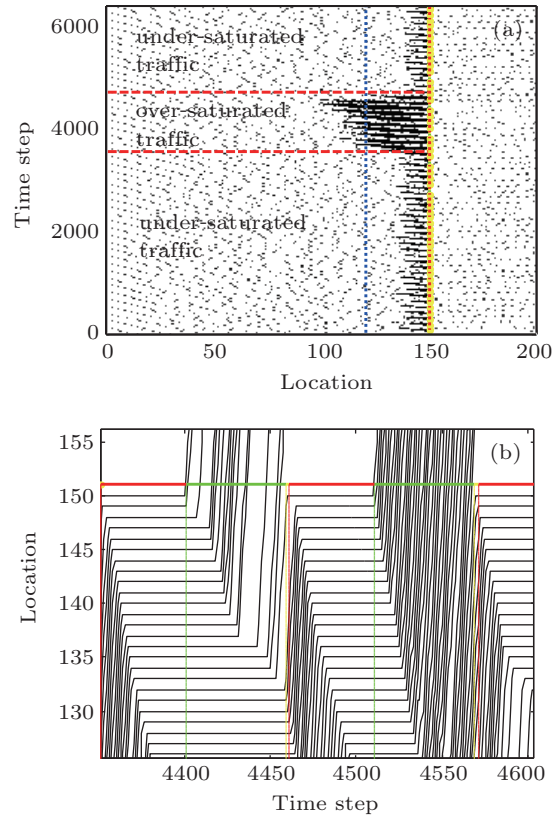 (a)
6000
under-saturated
traffic
4000
over-saturated
traffic
2000
under-saturated
traffic
0
Time step
0 50 100 150 200
Location
(b)
155
150
145
140
135
130
Location
4400 4450 4500 4550 4600
Time step